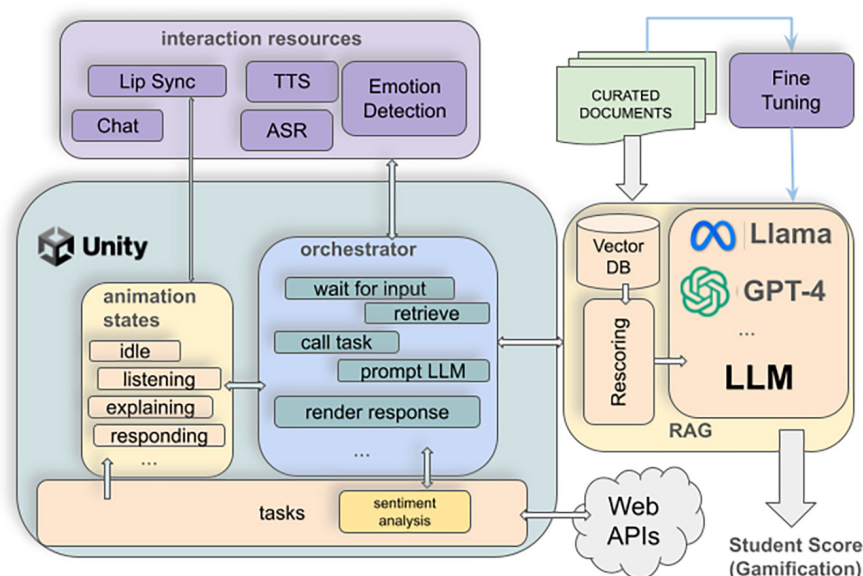 interaction resources
Lip Sync
TTS
Emotion
Detection
Chat
ASR
CURATED
DOCUMENTS
Fine
Tuning
Unity
animation
states
idle
listening
explaining
responding
...
orchestrator
wait for input
retrieve
call task
prompt LLM
render response
...
Vector
DB
Rescoring
Llama
GPT-4
...
LLM
RAG
tasks
sentiment
analysis
Web
APIs
Student Score
(Gamification)